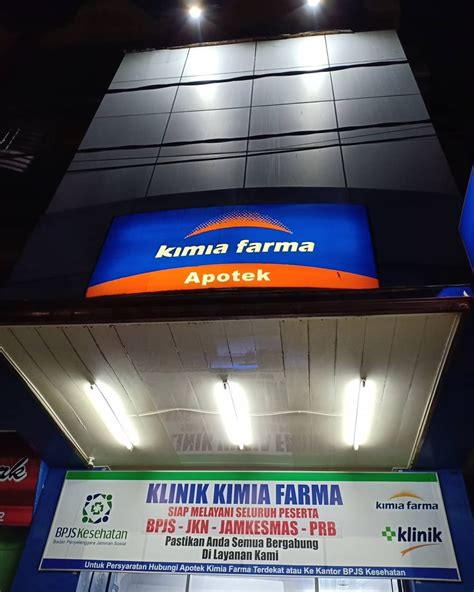 kimia farma
Apotek
KLINIK KIMIA FARMA
SIAP MELAYANI SELURUH PESERTA
BPJS - JKN - JAMKESMAS - PRB
Pastikan Anda Semua Bergabung
Di Layanan Kami
BPJS Kesehatan
Badan Penyelenggara Jaminan Sosial
kimia farma
klinik
Untuk Persyaratan Hubungi Apotek Kimia Farma Terdekat atau Ke Kantor BPJS Kesehatan